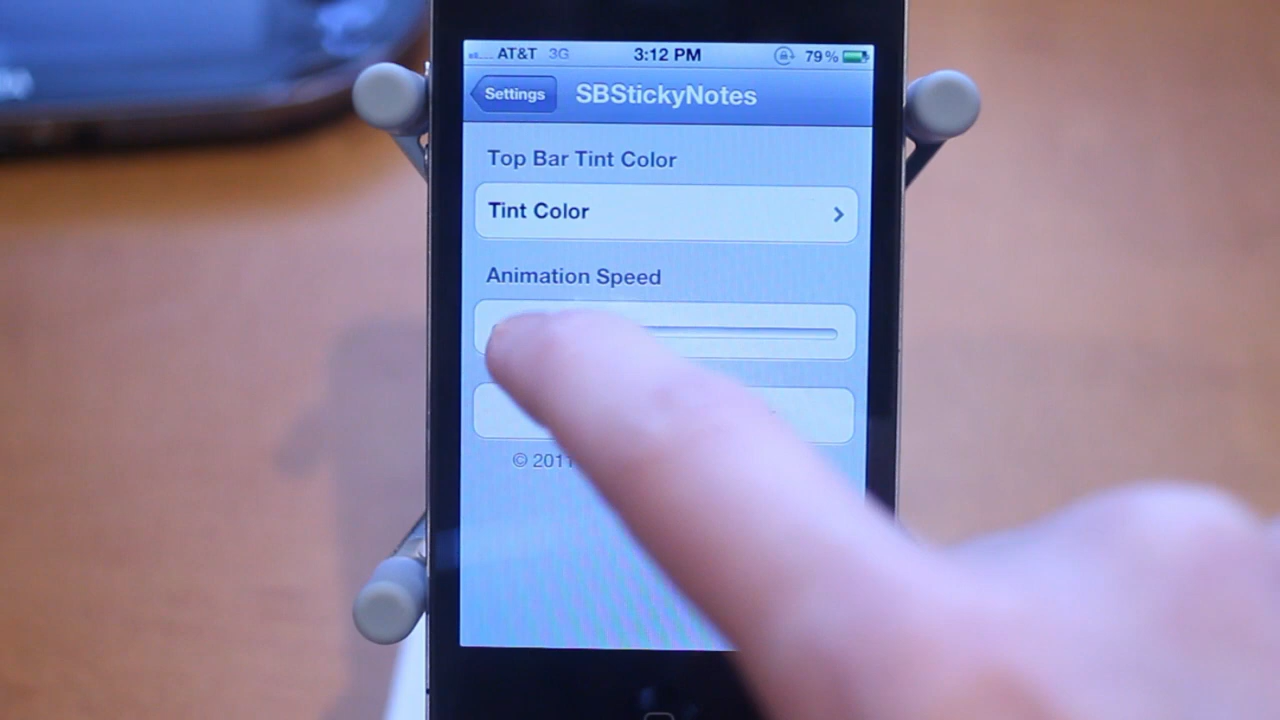 AT&T 3G 3:12 PM 79%
Settings SBStickyNotes
Top Bar Tint Color
Tint Color
Animation Speed
© 2011